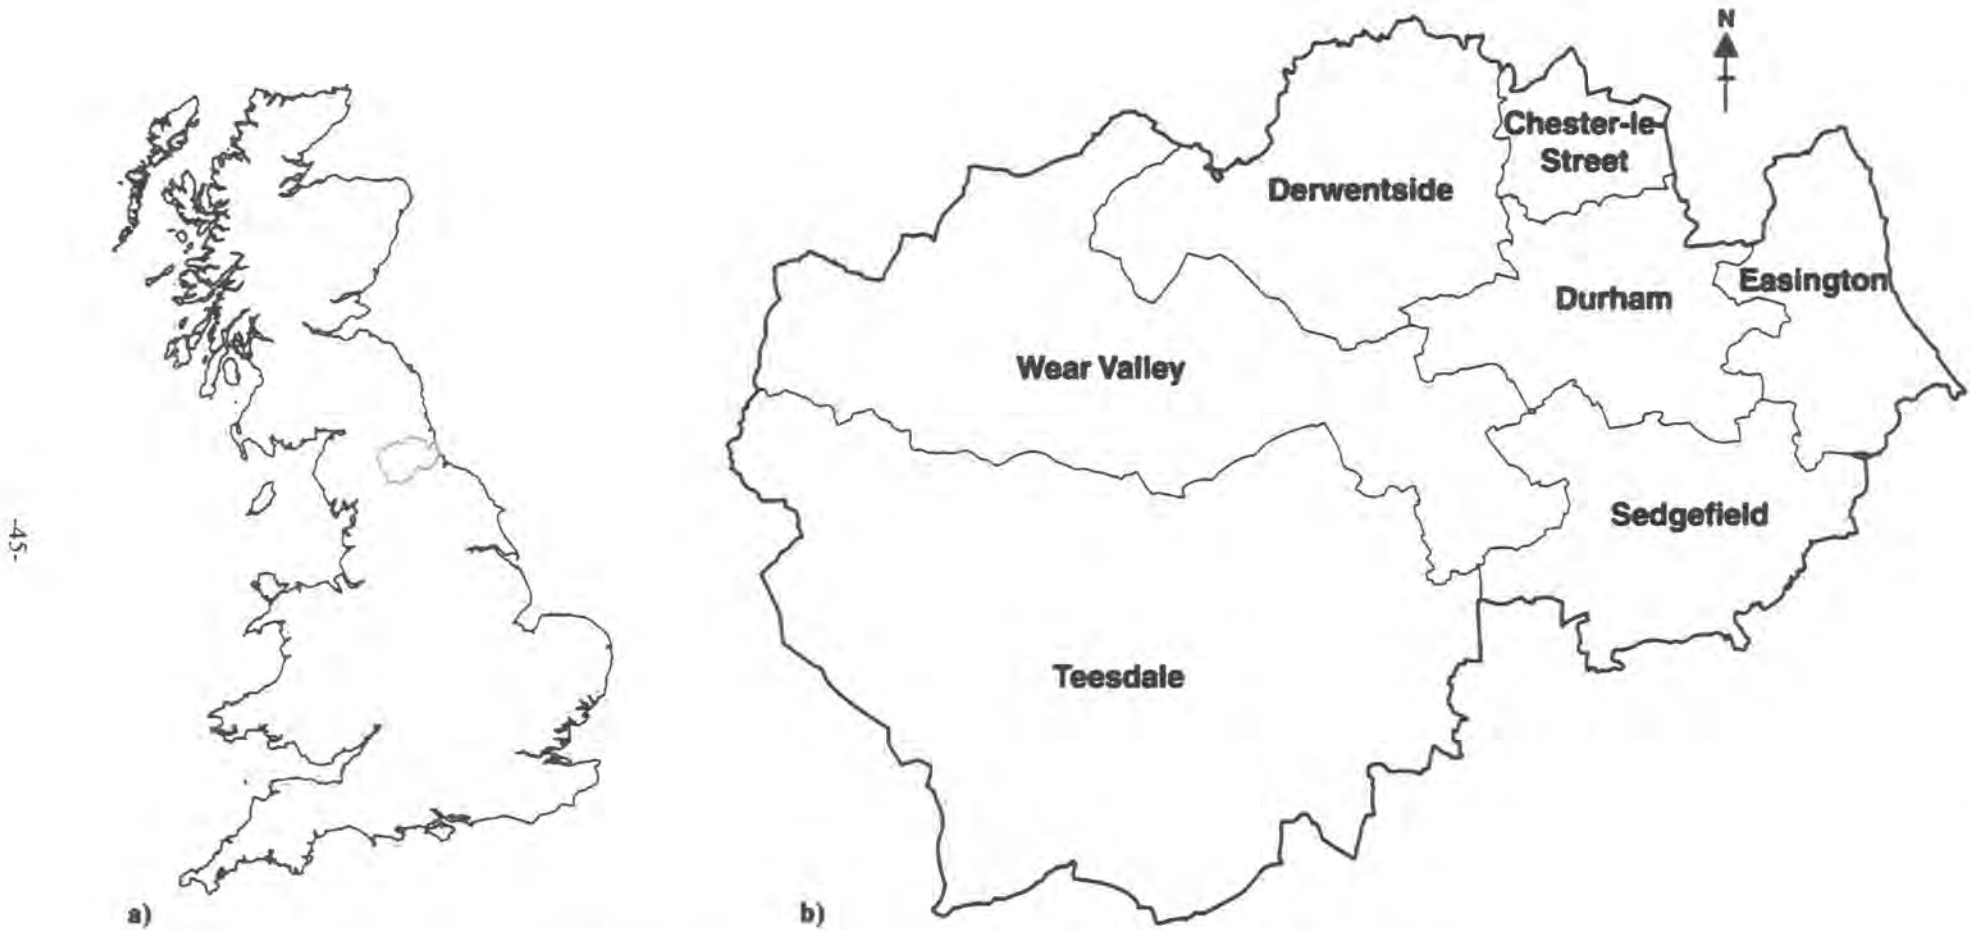 N
Chester-le-
Street
Derwentside
Easington
Durham
Wear Valley
Sedgefield
Teesdale
-45-
a)
b)